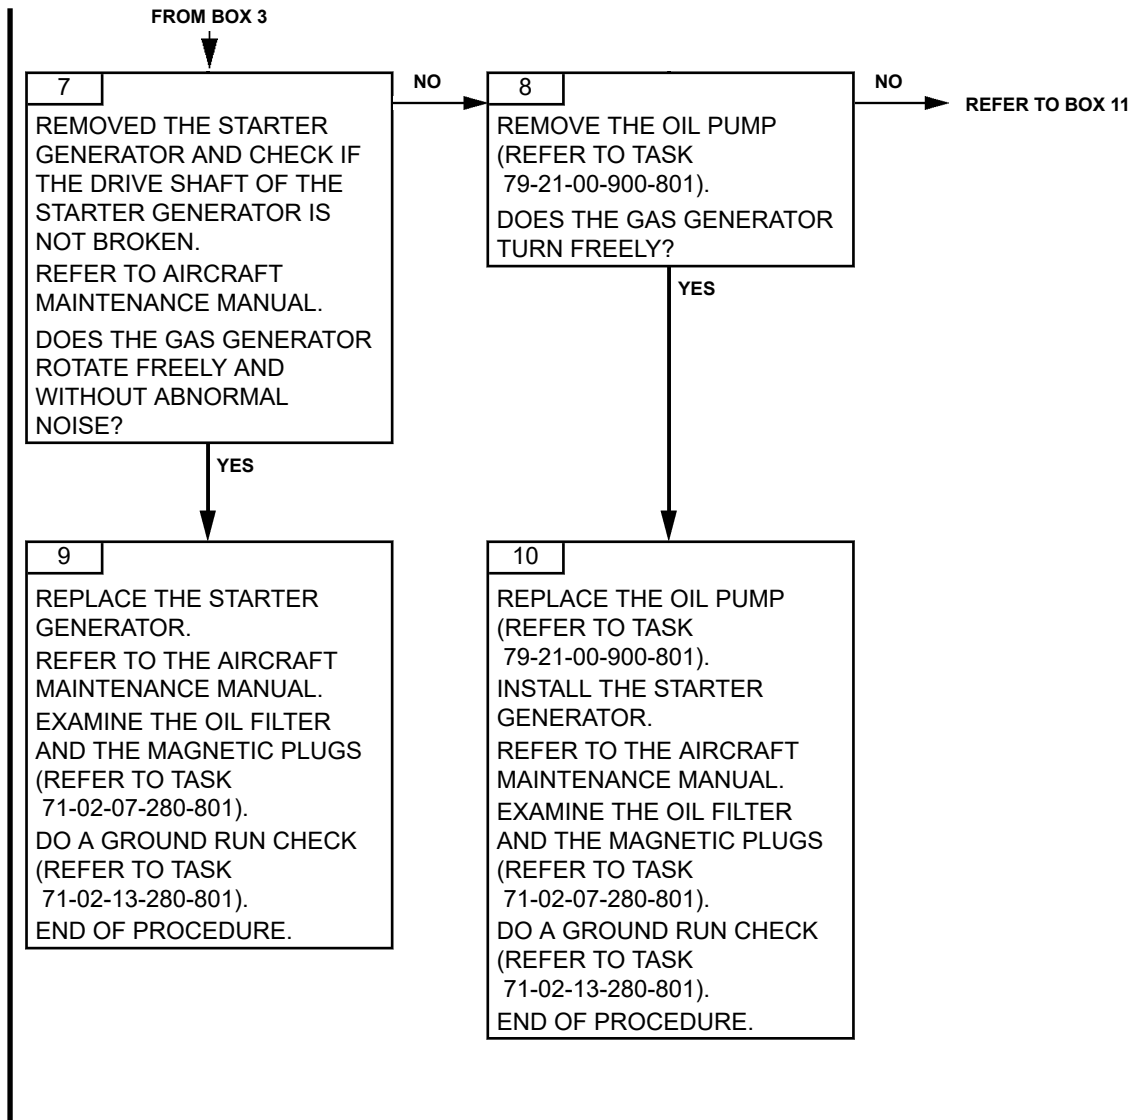 FROM BOX 3
7
REMOVED THE STARTER
GENERATOR AND CHECK IF
THE DRIVE SHAFT OF THE
STARTER GENERATOR IS
NOT BROKEN.
REFER TO AIRCRAFT
MAINTENANCE MANUAL.
DOES THE GAS GENERATOR
ROTATE FREELY AND
WITHOUT ABNORMAL
NOISE?
NO
8
REMOVE THE OIL PUMP
(REFER TO TASK
79-21-00-900-801).
DOES THE GAS GENERATOR
TURN FREELY?
NO
REFER TO BOX 11
YES
YES
9
REPLACE THE STARTER
GENERATOR.
REFER TO THE AIRCRAFT
MAINTENANCE MANUAL.
EXAMINE THE OIL FILTER
AND THE MAGNETIC PLUGS
(REFER TO TASK
71-02-07-280-801).
DO A GROUND RUN CHECK
(REFER TO TASK
71-02-13-280-801).
END OF PROCEDURE.
10
REPLACE THE OIL PUMP
(REFER TO TASK
79-21-00-900-801).
INSTALL THE STARTER
GENERATOR.
REFER TO THE AIRCRAFT
MAINTENANCE MANUAL.
EXAMINE THE OIL FILTER
AND THE MAGNETIC PLUGS
(REFER TO TASK
71-02-07-280-801).
DO A GROUND RUN CHECK
(REFER TO TASK
71-02-13-280-801).
END OF PROCEDURE.